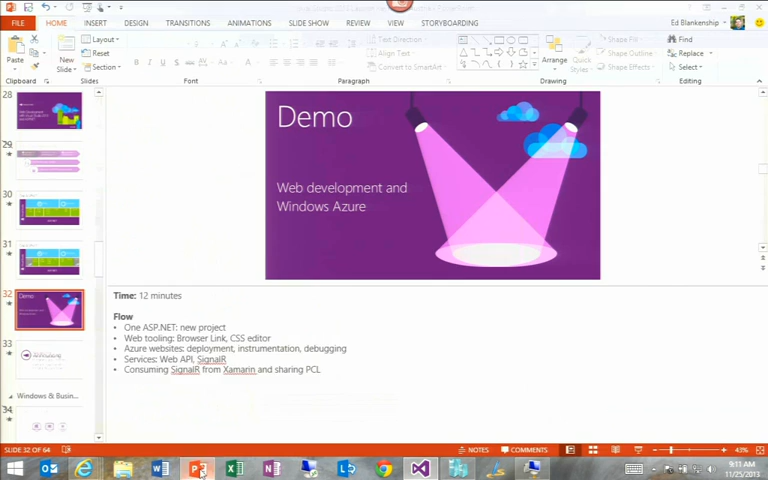 FILE
HOME
INSERT
DESIGN
TRANSITIONS
ANIMATIONS
SLIDE SHOW
REVIEW
VIEW
STORYBOARDING
Ed Blankenship
Paste
New
Slide
Layout
Reset
Section
B I U S
Text Direction
Align Text
Convert to SmartArt
Arrange
Quick
Styles
Shape Fill
Shape Outline
Shape Effects
Find
Replace
Select
Clipboard
Slides
Font
Paragraph
Drawing
Editing
28
29
30
31
32
Demo
33
Windows & Busin...
34
Demo
Web development and
Windows Azure
Time: 12 minutes
Flow
• One ASP.NET: new project
• Web tooling: Browser Link, CSS editor
• Azure websites: deployment, instrumentation, debugging
• Services: Web API, SignalR
• Consuming SignalR from Xamarin and sharing PCL
SLIDE 32 OF 64
NOTES
COMMENTS
43%
9:11 AM
11/25/2013